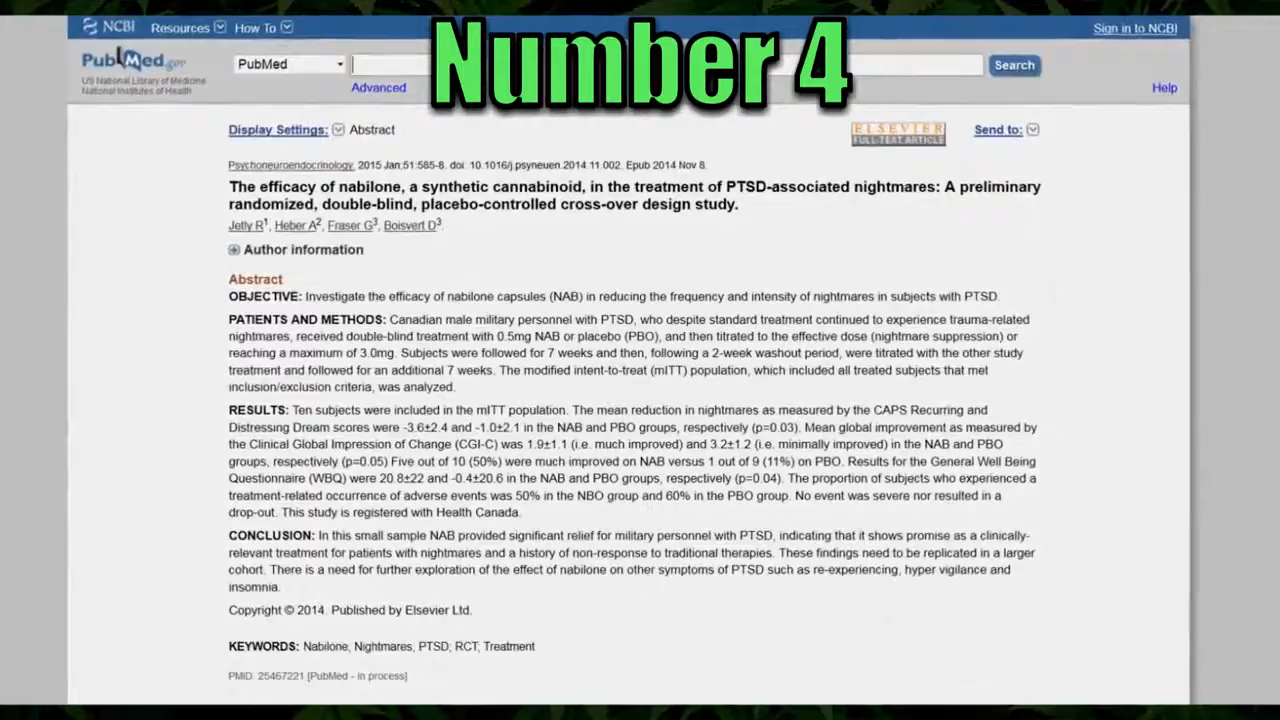 Number 4
NCBI Resources How To Sign in to NCBI
PubMed.gov
US National Library of Medicine
National Institutes of Health
PubMed
Search
Advanced
Help
Display Settings: Abstract
ELSEVIER
FULL-TEXT ARTICLE
Send to:
Psychoneuroendocrinology. 2015 Jan;51:585-8. doi: 10.1016/j.psyneuen.2014.11.002. Epub 2014 Nov 8.
The efficacy of nabilone, a synthetic cannabinoid, in the treatment of PTSD-associated nightmares: A preliminary
randomized, double-blind, placebo-controlled cross-over design study.
Jetly R1, Heber A2, Fraser G3, Boisvert D3.
Author information
Abstract
OBJECTIVE: Investigate the efficacy of nabilone capsules (NAB) in reducing the frequency and intensity of nightmares in subjects with PTSD.
PATIENTS AND METHODS: Canadian male military personnel with PTSD, who despite standard treatment continued to experience trauma-related
nightmares, received double-blind treatment with 0.5mg NAB or placebo (PBO), and then titrated to the effective dose (nightmare suppression) or
reaching a maximum of 3.0mg. Subjects were followed for 7 weeks and then, following a 2-week washout period, were titrated with the other study
treatment and followed for an additional 7 weeks. The modified intent-to-treat (mITT) population, which included all treated subjects that met
inclusion/exclusion criteria, was analyzed.
RESULTS: Ten subjects were included in the mITT population. The mean reduction in nightmares as measured by the CAPS Recurring and
Distressing Dream scores were -3.6±2.4 and -1.0±2.1 in the NAB and PBO groups, respectively (p=0.03). Mean global improvement as measured by
the Clinical Global Impression of Change (CGI-C) was 1.9±1.1 (i.e. much improved) and 3.2±1.2 (i.e. minimally improved) in the NAB and PBO
groups, respectively (p=0.05) Five out of 10 (50%) were much improved on NAB versus 1 out of 9 (11%) on PBO. Results for the General Well Being
Questionnaire (WBQ) were 20.8±22 and -0.4±20.6 in the NAB and PBO groups, respectively (p=0.04). The proportion of subjects who experienced a
treatment-related occurrence of adverse events was 50% in the NBO group and 60% in the PBO group. No event was severe nor resulted in a
drop-out. This study is registered with Health Canada.
CONCLUSION: In this small sample NAB provided significant relief for military personnel with PTSD, indicating that it shows promise as a clinically-
relevant treatment for patients with nightmares and a history of non-response to traditional therapies. These findings need to be replicated in a larger
cohort. There is a need for further exploration of the effect of nabilone on other symptoms of PTSD such as re-experiencing, hyper vigilance and
insomnia.
Copyright © 2014. Published by Elsevier Ltd.
KEYWORDS: Nabilone, Nightmares, PTSD; RCT, Treatment
PMID: 25467221 [PubMed - in process]